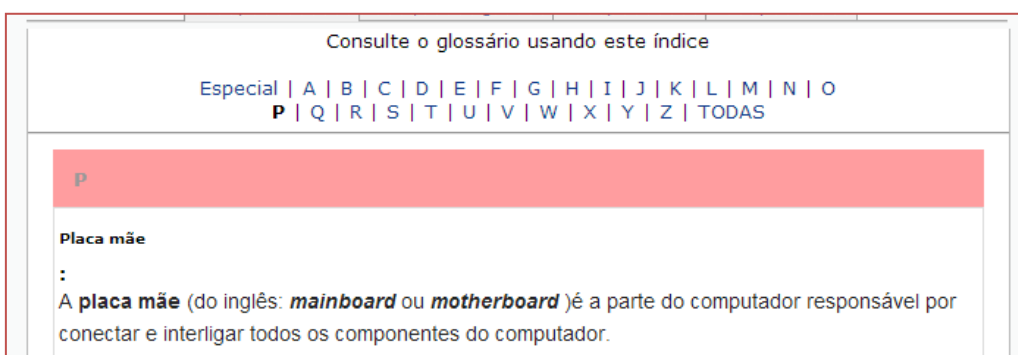 Consulte o glossário usando este índice
Especial | A | B | C | D | E | F | G | H | I | J | K | L | M | N | O
P | Q | R | S | T | U | V | W | X | Y | Z | TODAS
P
Placa mãe
:
A placa mãe (do inglês: mainboard ou motherboard )é a parte do computador responsável por
conectar e interligar todos os componentes do computador.